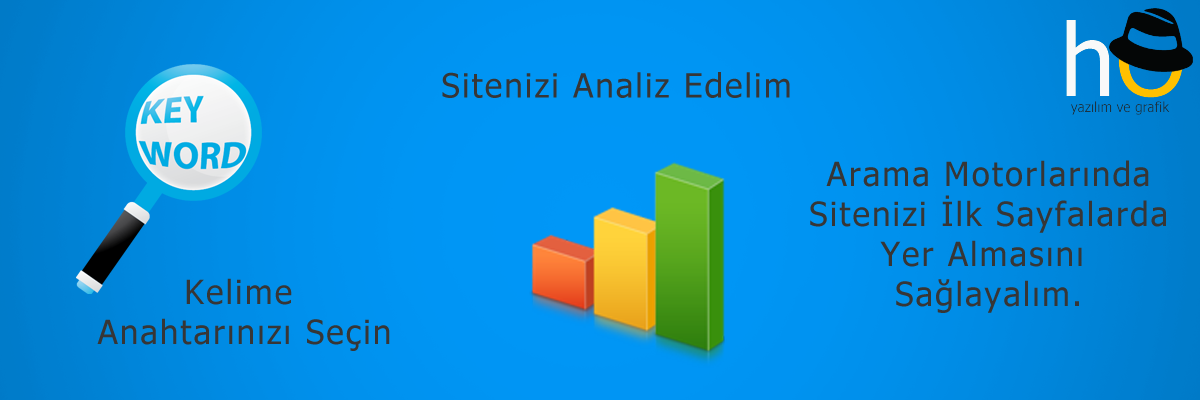 KEY
WORD
Kelime
Anahtarınızı Seçin
Sitenizi Analiz Edelim
hu
yazılım ve grafik
Arama Motorlarında
Sitenizi İlk Sayfalarda
Yer Almasını
Sağlayalım.